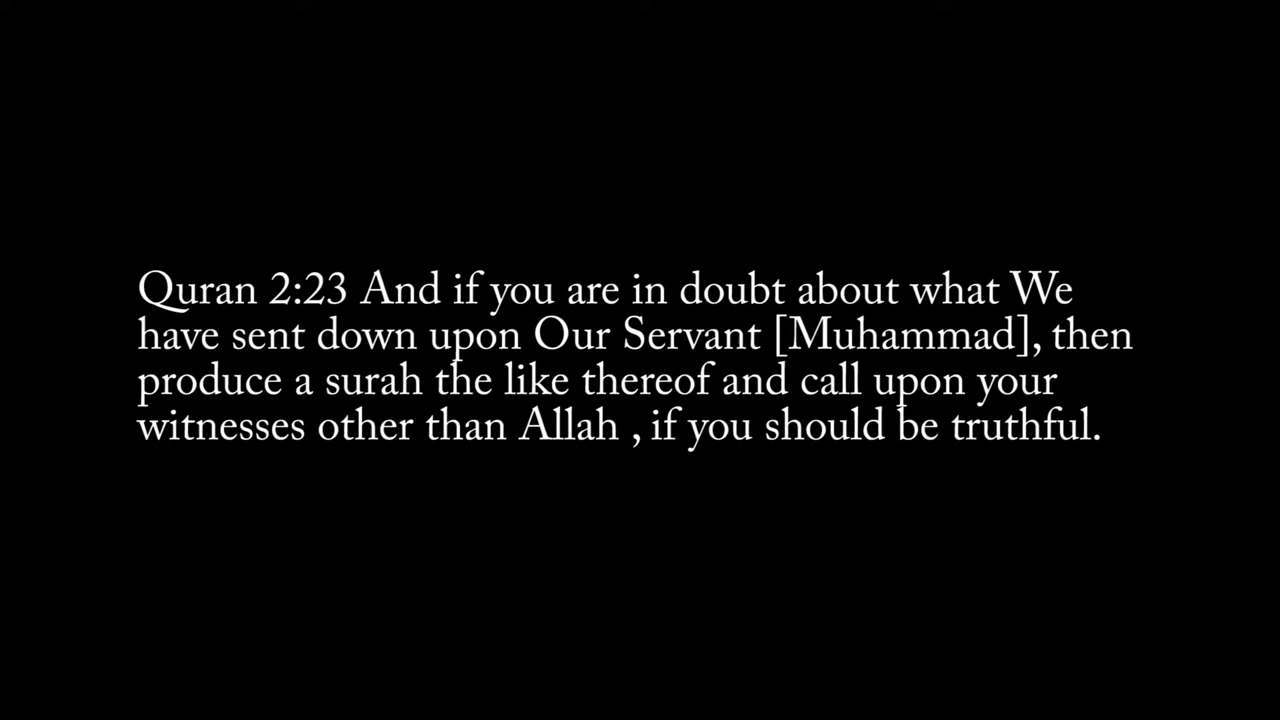 Quran 2:23 And if you are in doubt about what We
have sent down upon Our Servant [Muhammad], then
produce a surah the like thereof and call upon your
witnesses other than Allah , if you should be truthful.